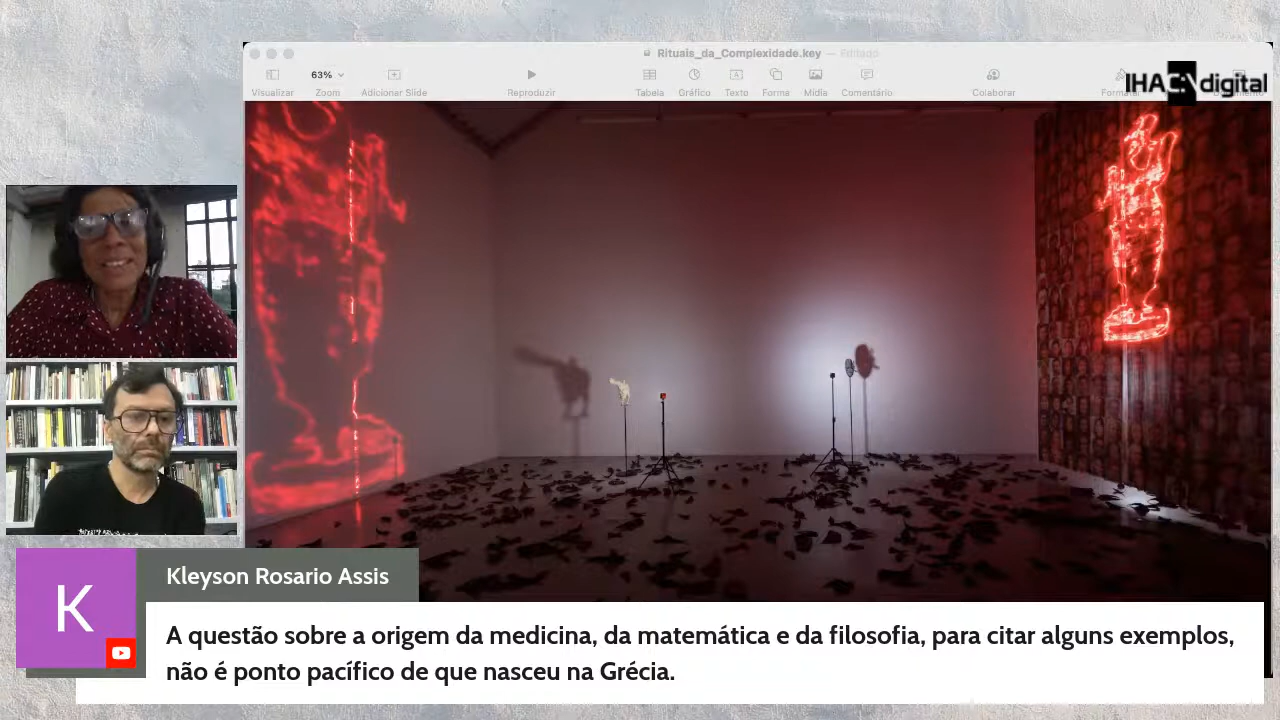 Rituais_da_Complexidade.key — Editado
63%
Visualizar Zoom Adicionar Slide Reproduzir Tabela Gráfico Texto Forma Mídia Comentário Colaborar
IHAC digital
Kleyson Rosario Assis
K
A questão sobre a origem da medicina, da matemática e da filosofia, para citar alguns exemplos,
não é ponto pacífico de que nasceu na Grécia.